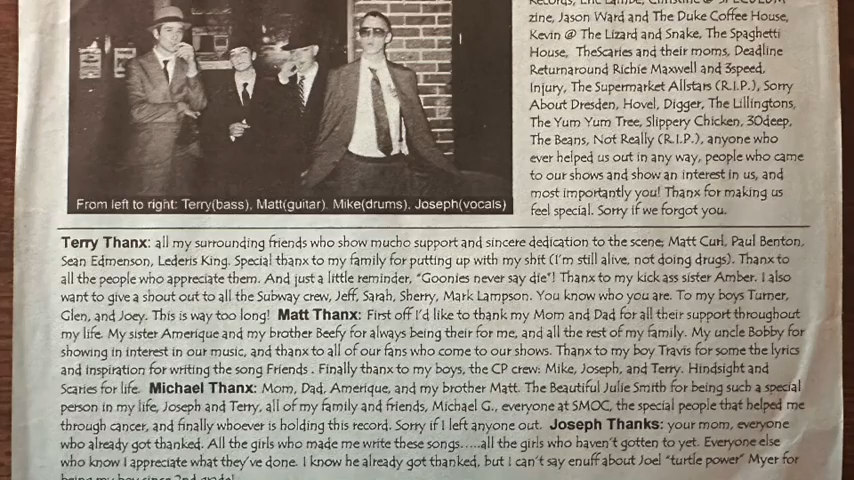 Records, Eric Lambe, Christine @ SPECULUM
zine, Jason Ward and The Duke Coffee House,
Kevin @ The Lizard and Snake, The Spaghetti
House, TheScaries and their moms, Deadline
Returnaround Richie Maxwell and 3speed,
Injury, The Supermarket Allstars (R.I.P.), Sorry
About Dresden, Hovel, Digger, The Lillingtons,
The Yum Yum Tree, Slippery Chicken, 30deep,
The Beans, Not Really (R.I.P.), anyone who
ever helped us out in any way, people who came
to our shows and show an interest in us, and
most importantly you! Thanx for making us
feel special. Sorry if we forgot you.
From left to right: Terry(bass), Matt(guitar). Mike(drums), Joseph(vocals)
Terry Thanx: all my surrounding friends who show mucho support and sincere dedication to the scene; Matt Curl, Paul Benton,
Sean Edmenson, Lederis King. Special thanx to my family for putting up with my shit (I'm still alive, not doing drugs). Thanx to
all the people who appreciate them. And just a little reminder, "Goonies never say die"! Thanx to my kick ass sister Amber. I also
want to give a shout out to all the Subway crew, Jeff, Sarah, Sherry, Mark Lampson. You know who you are. To my boys Turner,
Glen, and Joey. This is way too long! Matt Thanx: First off I'd like to thank my Mom and Dad for all their support throughout
my life. My sister Amerique and my brother Beefy for always being their for me, and all the rest of my family. My uncle Bobby for
showing in interest in our music, and thanx to all of our fans who come to our shows. Thanx to my boy Travis for some the lyrics
and inspiration for writing the song Friends . Finally thanx to my boys, the CP crew: Mike, Joseph, and Terry. Hindsight and
Scaries for life. Michael Thanx: Mom, Dad, Amerique, and my brother Matt. The Beautiful Julie Smith for being such a special
person in my life, Joseph and Terry, all of my family and friends, Michael G., everyone at SMOC, the special people that helped me
through cancer, and finally whoever is holding this record. Sorry if I left anyone out. Joseph Thanks: your mom, everyone
who already got thanked. All the girls who made me write these songs.....all the girls who haven't gotten to yet. Everyone else
who know I appreciate what they've done. I know he already got thanked, but I can't say enuff about Joel "turtle power" Myer for
being my boy since 2nd grade!